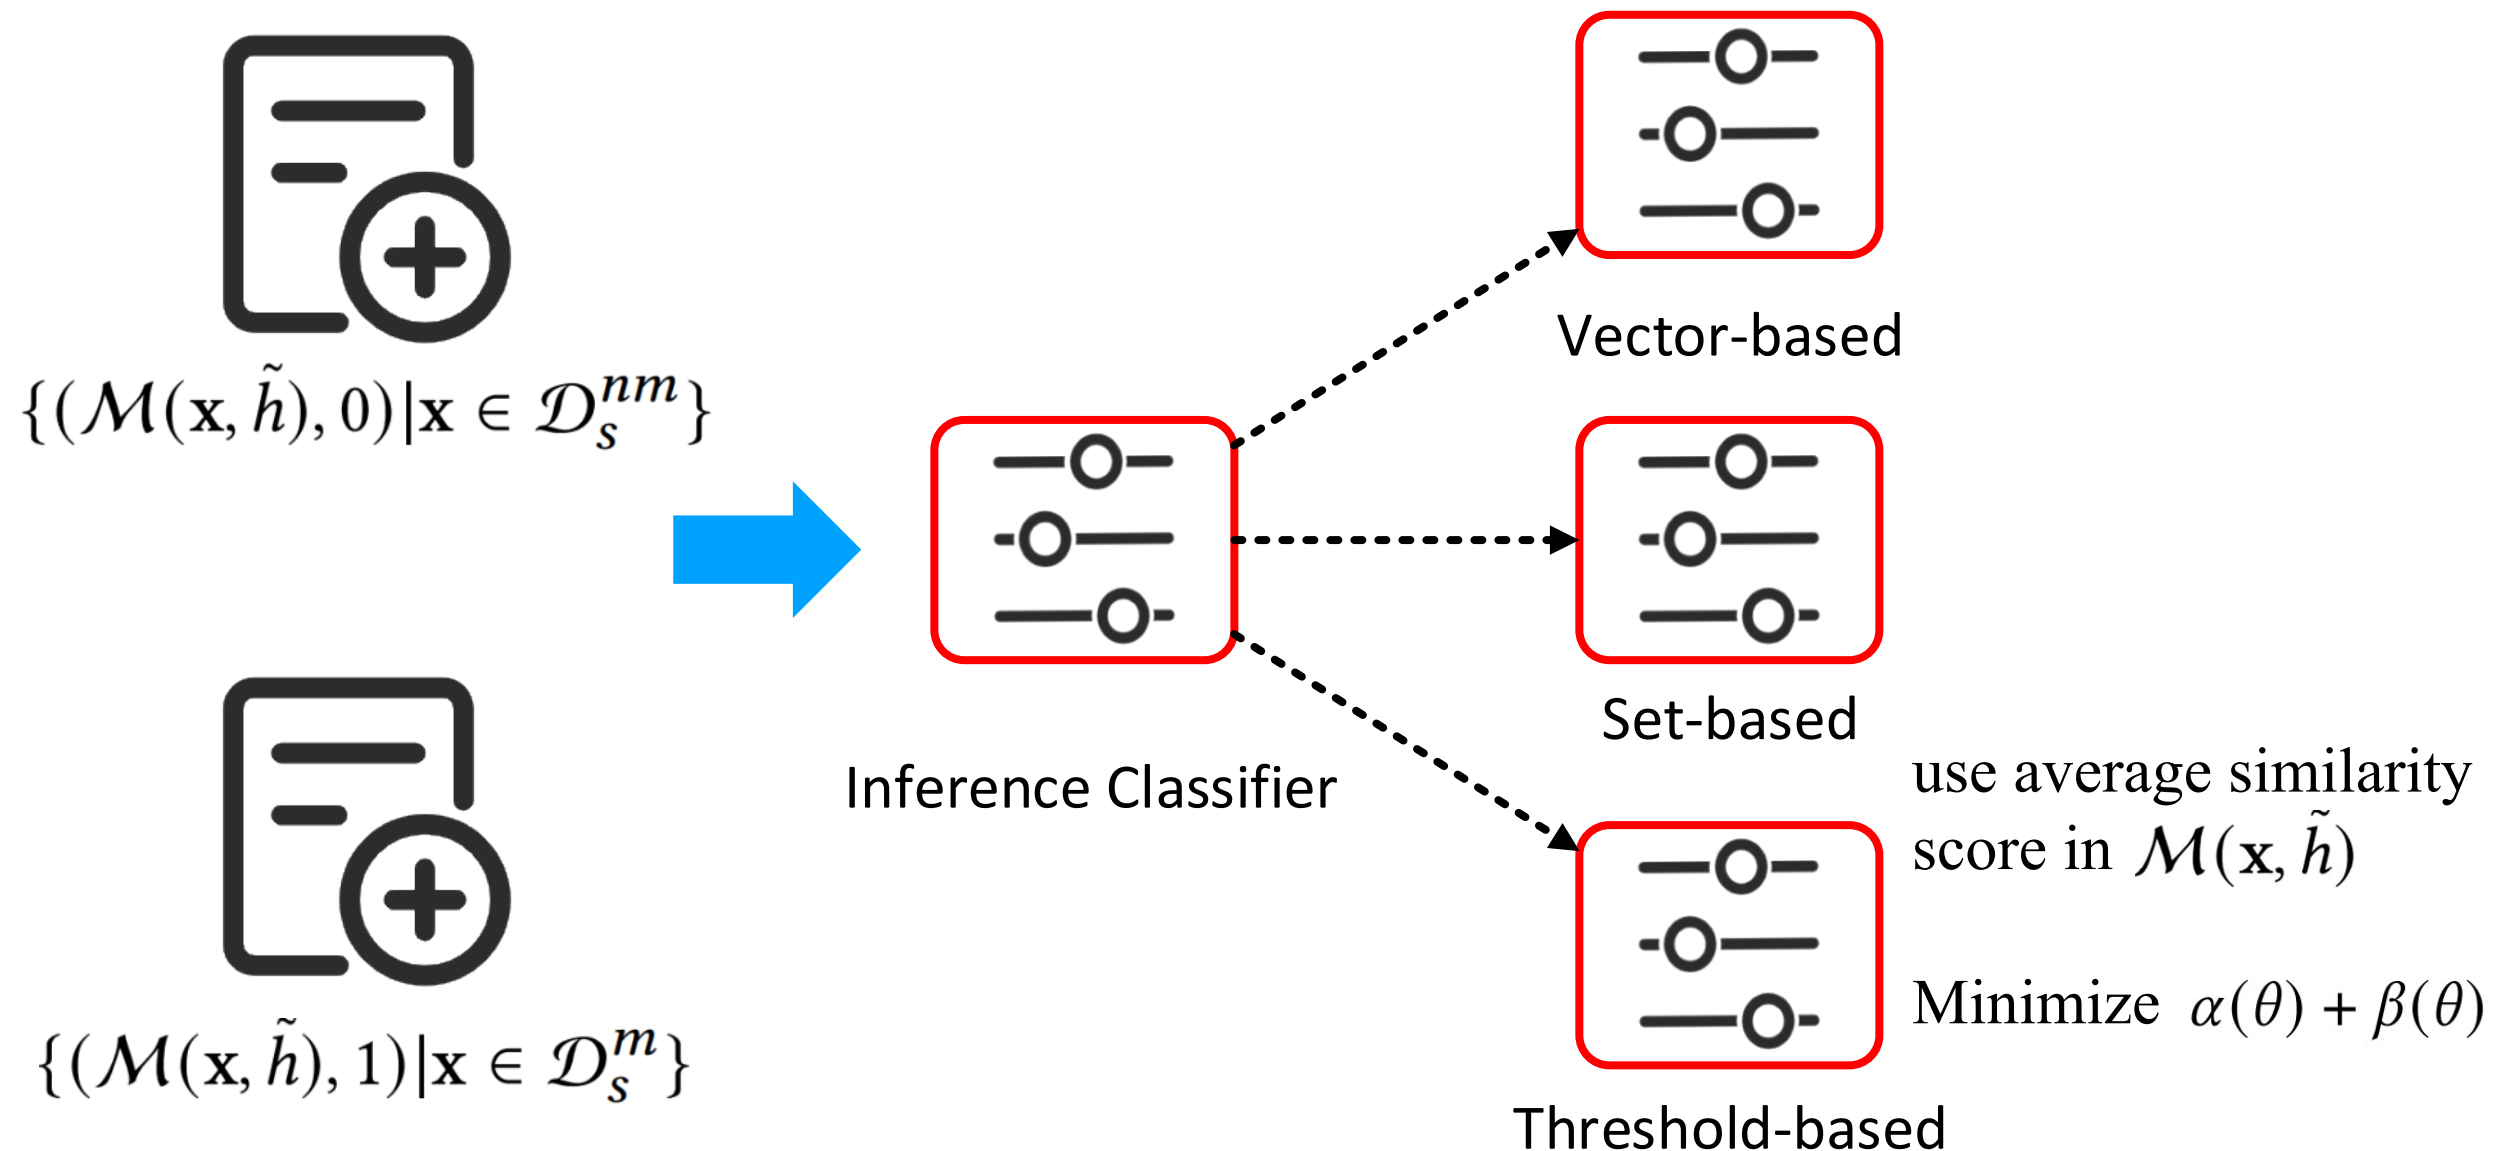 {(ℳ(𝐱, h̃), 0)|𝐱 ∈ 𝒟ₛⁿᵐ}
{(ℳ(𝐱, h̃), 1)|𝐱 ∈ 𝒟ₛᵐ}
Inference Classifier
Vector-based
Set-based
use average similarity
score in ℳ(𝐱, h̃)
Minimize α(θ) + β(θ)
Threshold-based